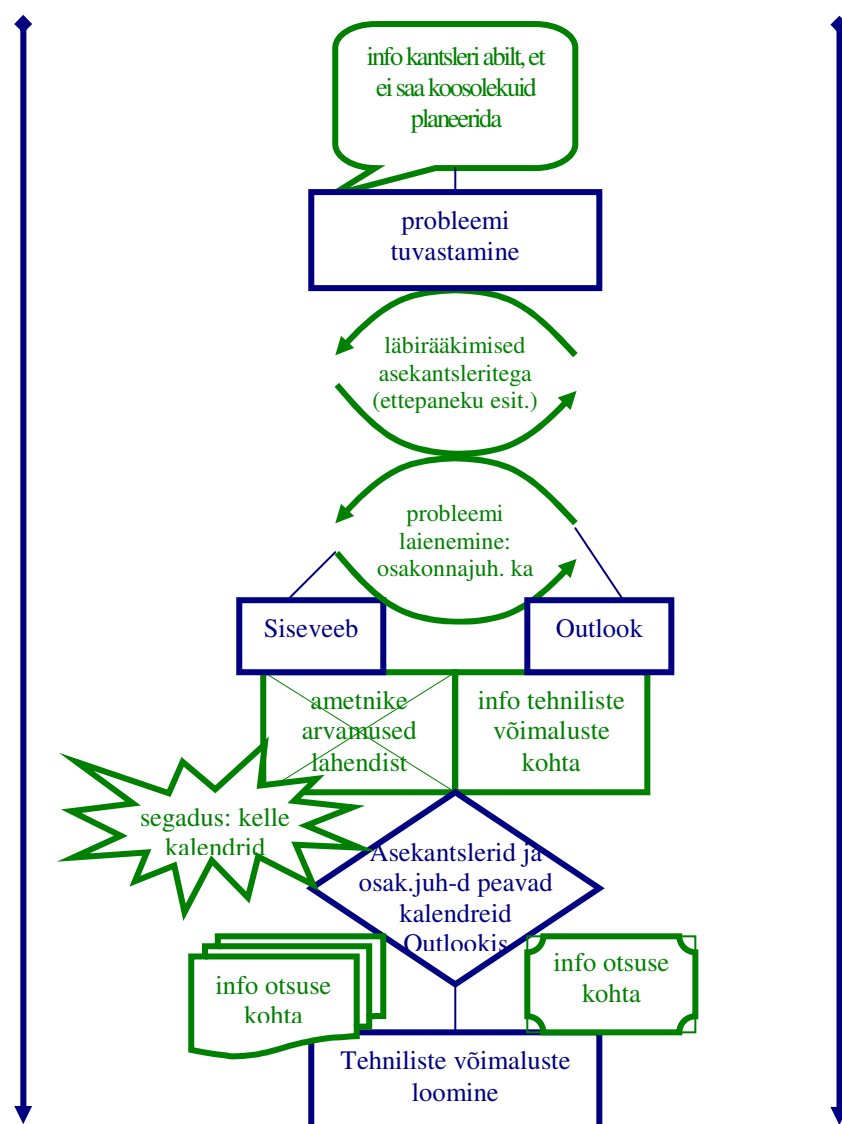 info kantsleri abilt, et
ei saa koosolekuid
planeerida
probleemi
tuvastamine
läbirääkimised
asekantsleritega
(ettepaneku esit.)
probleemi
laienemine:
osakonnajuh. ka
Siseveeb
Outlook
ametnike
arvamused
lahendist
info tehniliste
võimaluste
kohta
segadus: kelle
kalendrid
Asekantslerid ja
osak.juh-d peavad
kalendreid
Outlookis
info otsuse
kohta
info otsuse
kohta
Tehniliste võimaluste
loomine